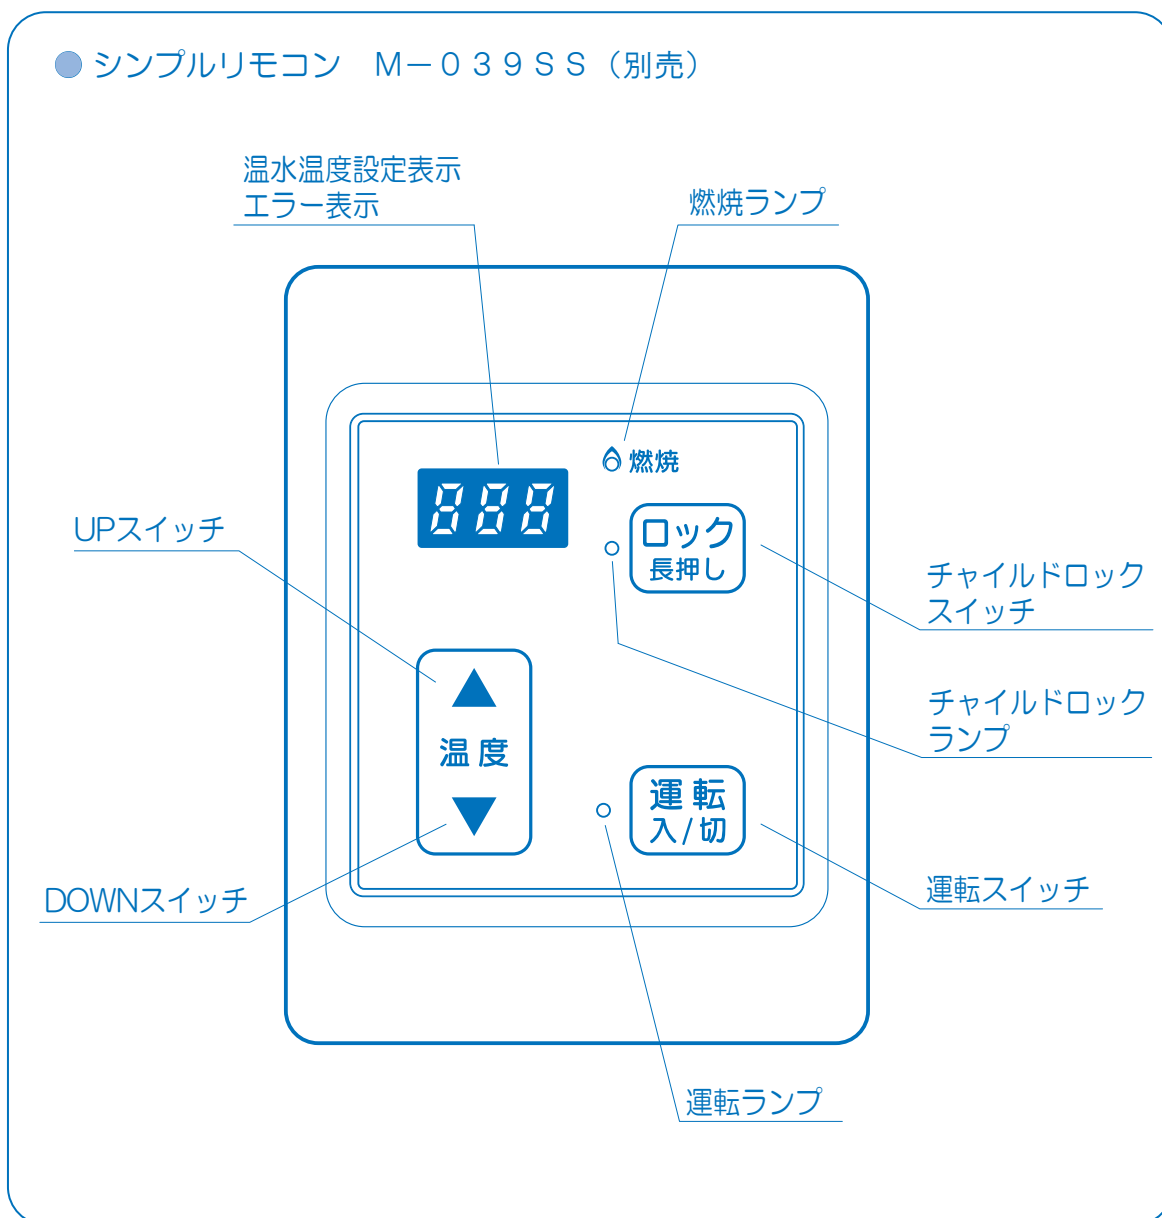 シンプルリモコン　M－０３９ＳＳ（別売）
温水温度設定表示
エラー表示
燃焼ランプ
燃焼
888
UPスイッチ
ロック
長押し
チャイルドロック
スイッチ
チャイルドロック
ランプ
温度
運転
入/切
DOWNスイッチ
運転スイッチ
運転ランプ